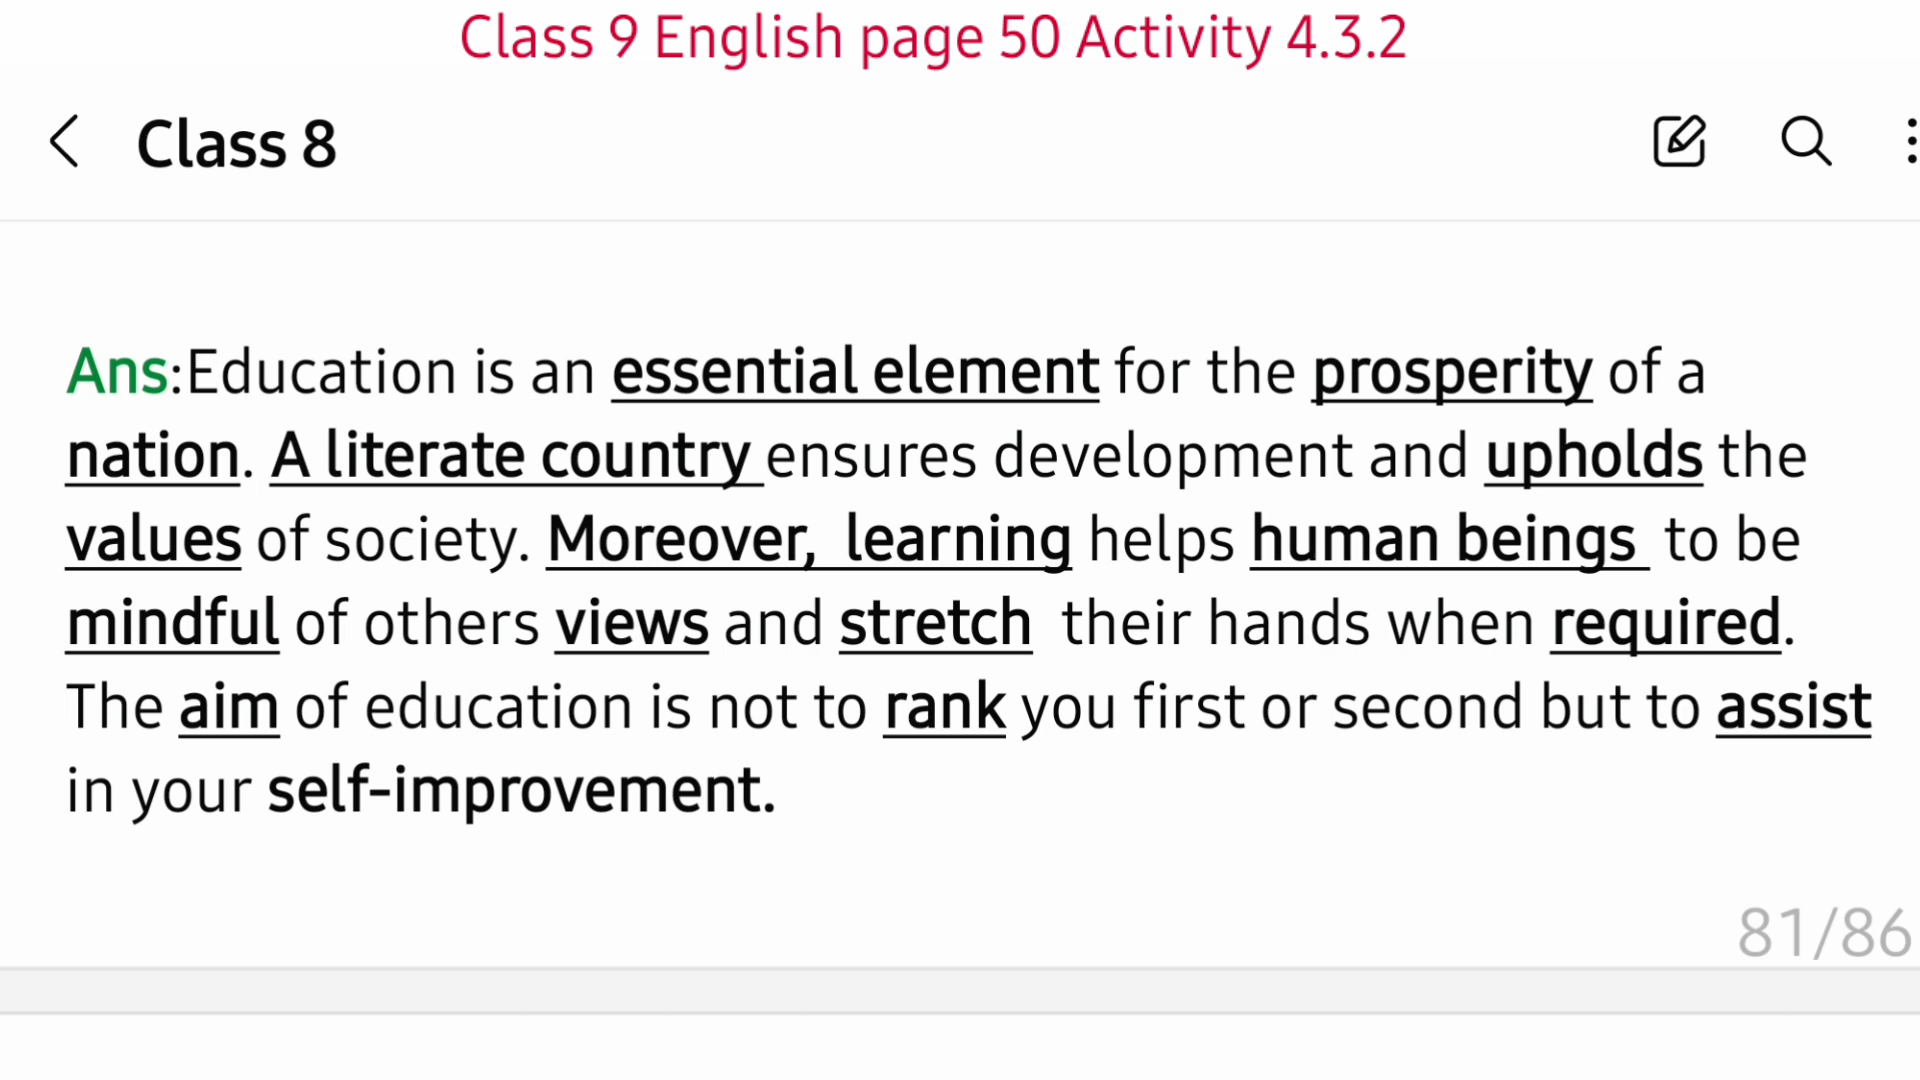 Class 9 English page 50 Activity 4.3.2
Class 8
Ans:Education is an essential element for the prosperity of a
nation. A literate country ensures development and upholds the
values of society. Moreover, learning helps human beings to be
mindful of others views and stretch their hands when required.
The aim of education is not to rank you first or second but to assist
in your self-improvement.
81/86